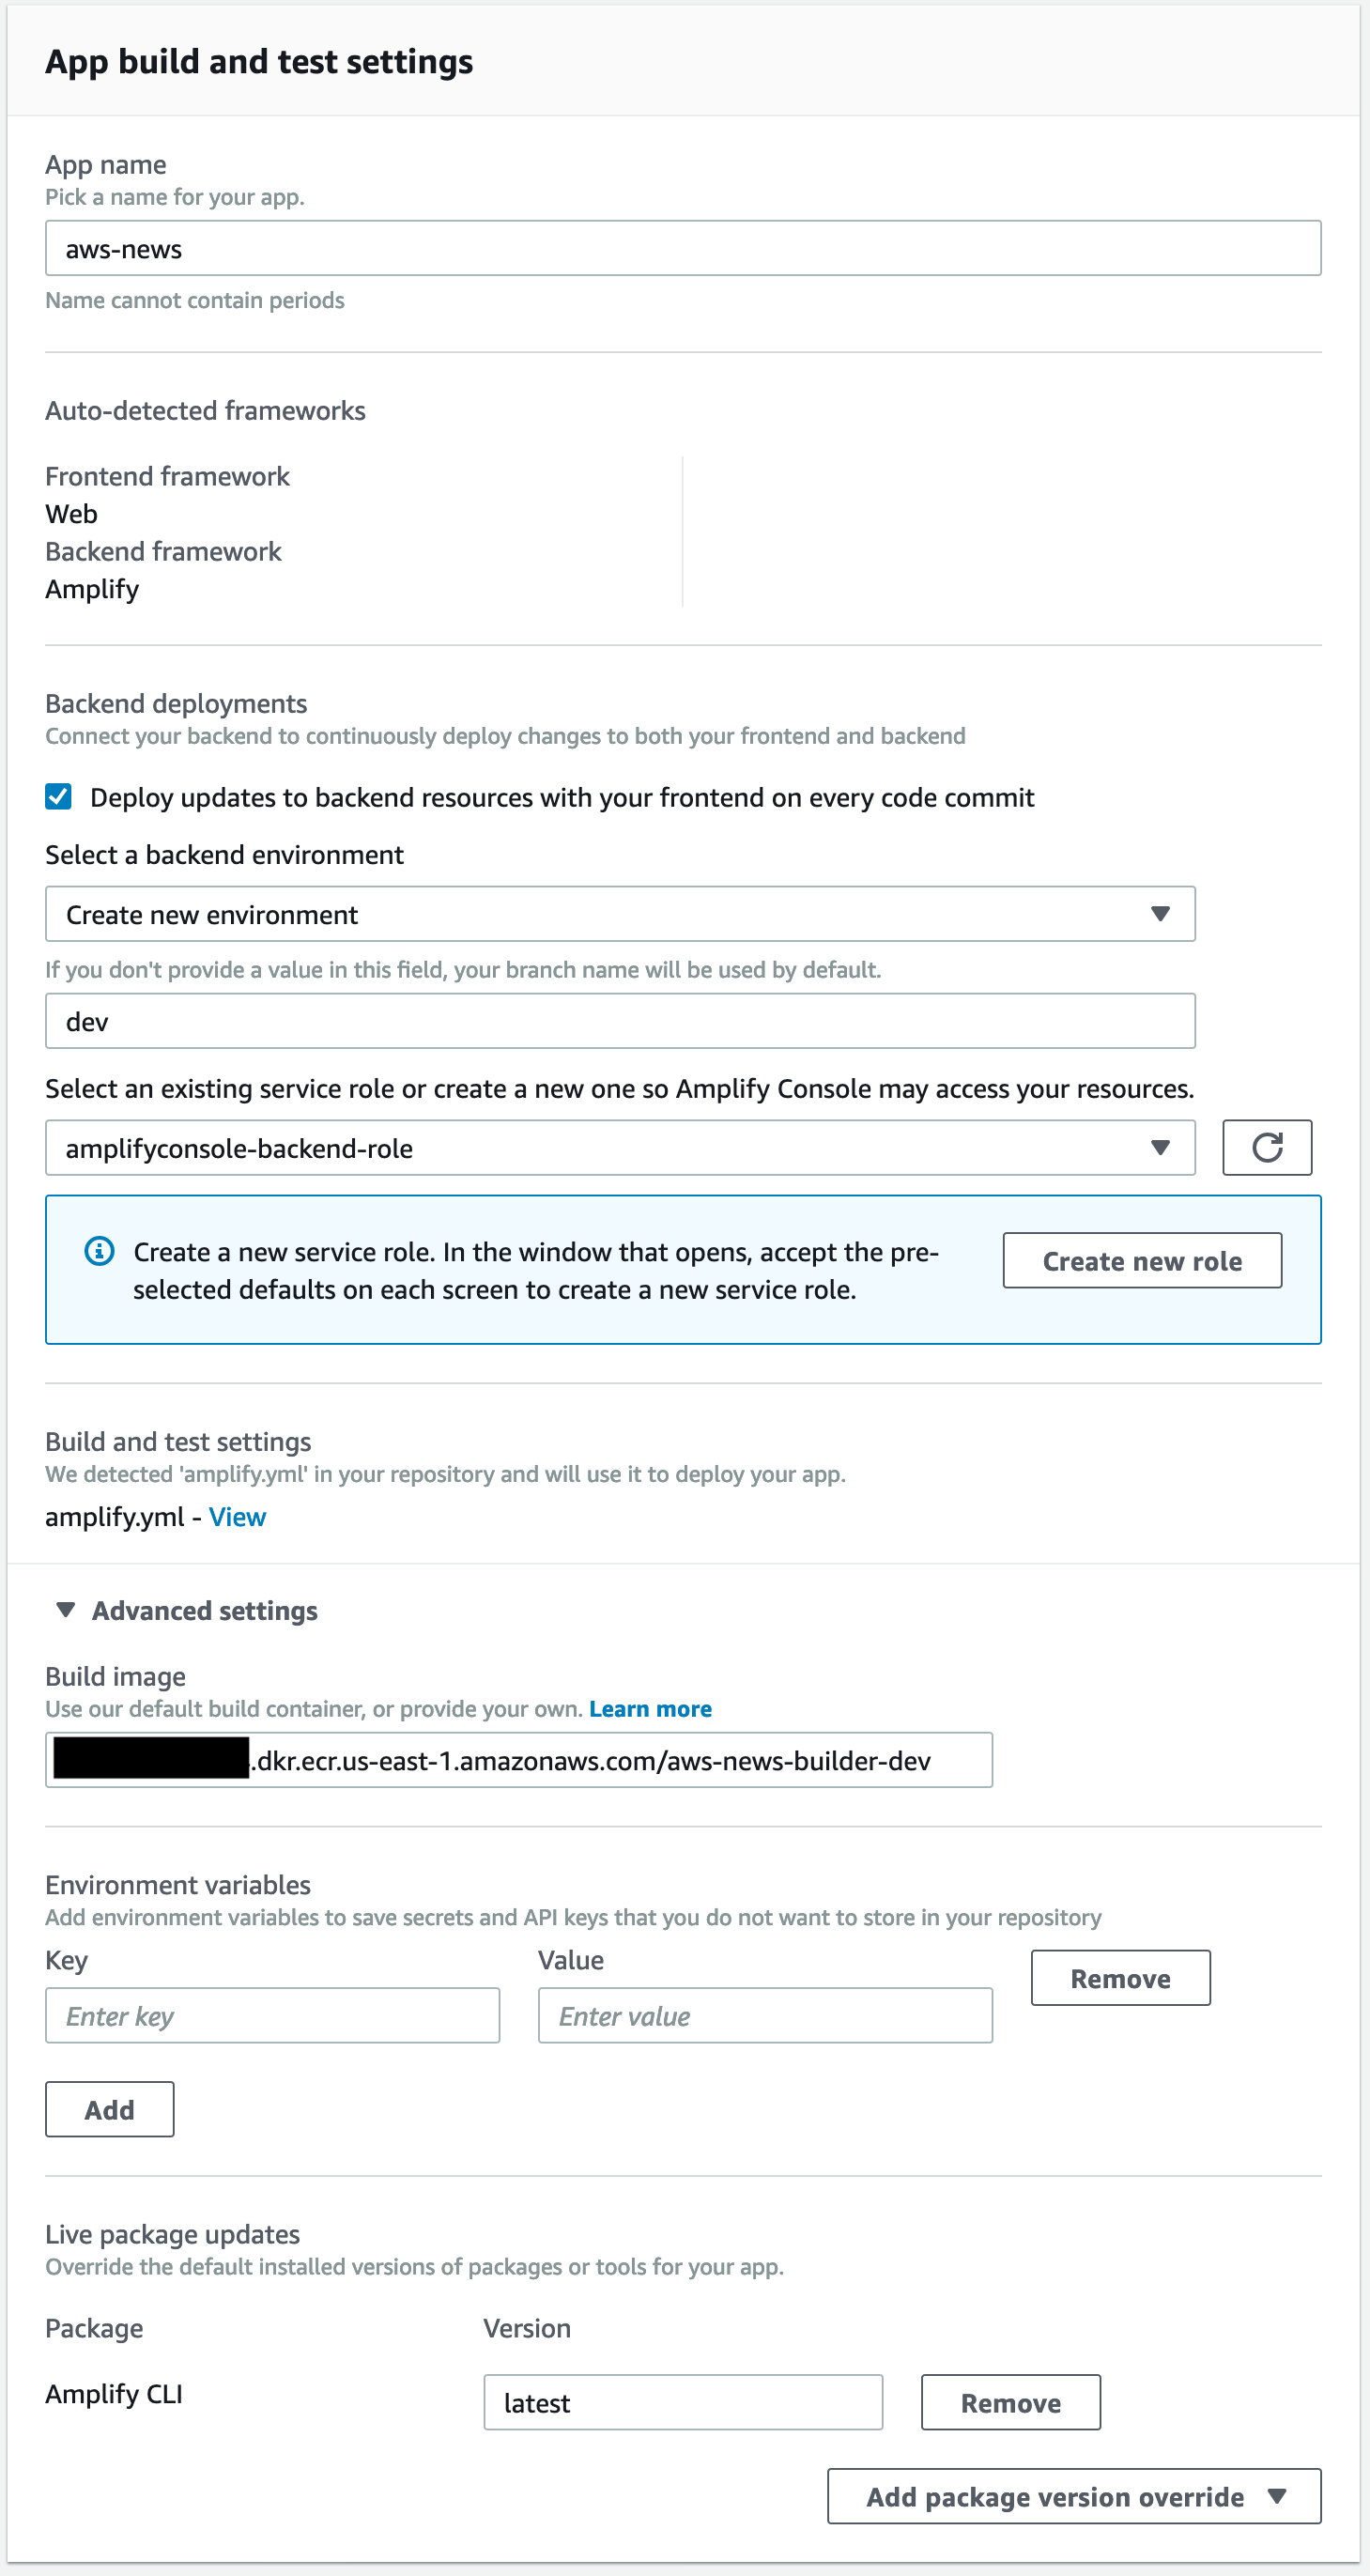 App build and test settings
App name
Pick a name for your app.
aws-news
Name cannot contain periods
Auto-detected frameworks
Frontend framework
Web
Backend framework
Amplify
Backend deployments
Connect your backend to continuously deploy changes to both your frontend and backend
Deploy updates to backend resources with your frontend on every code commit
Select a backend environment
Create new environment
If you don't provide a value in this field, your branch name will be used by default.
dev
Select an existing service role or create a new one so Amplify Console may access your resources.
amplifyconsole-backend-role
Create a new service role. In the window that opens, accept the pre-
selected defaults on each screen to create a new service role.
Create new role
Build and test settings
We detected 'amplify.yml' in your repository and will use it to deploy your app.
amplify.yml - View
Advanced settings
Build image
Use our default build container, or provide your own. Learn more
.dkr.ecr.us-east-1.amazonaws.com/aws-news-builder-dev
Environment variables
Add environment variables to save secrets and API keys that you do not want to store in your repository
Key Value
Remove
Enter key Enter value
Add
Live package updates
Override the default installed versions of packages or tools for your app.
Package Version
Amplify CLI latest Remove
Add package version override